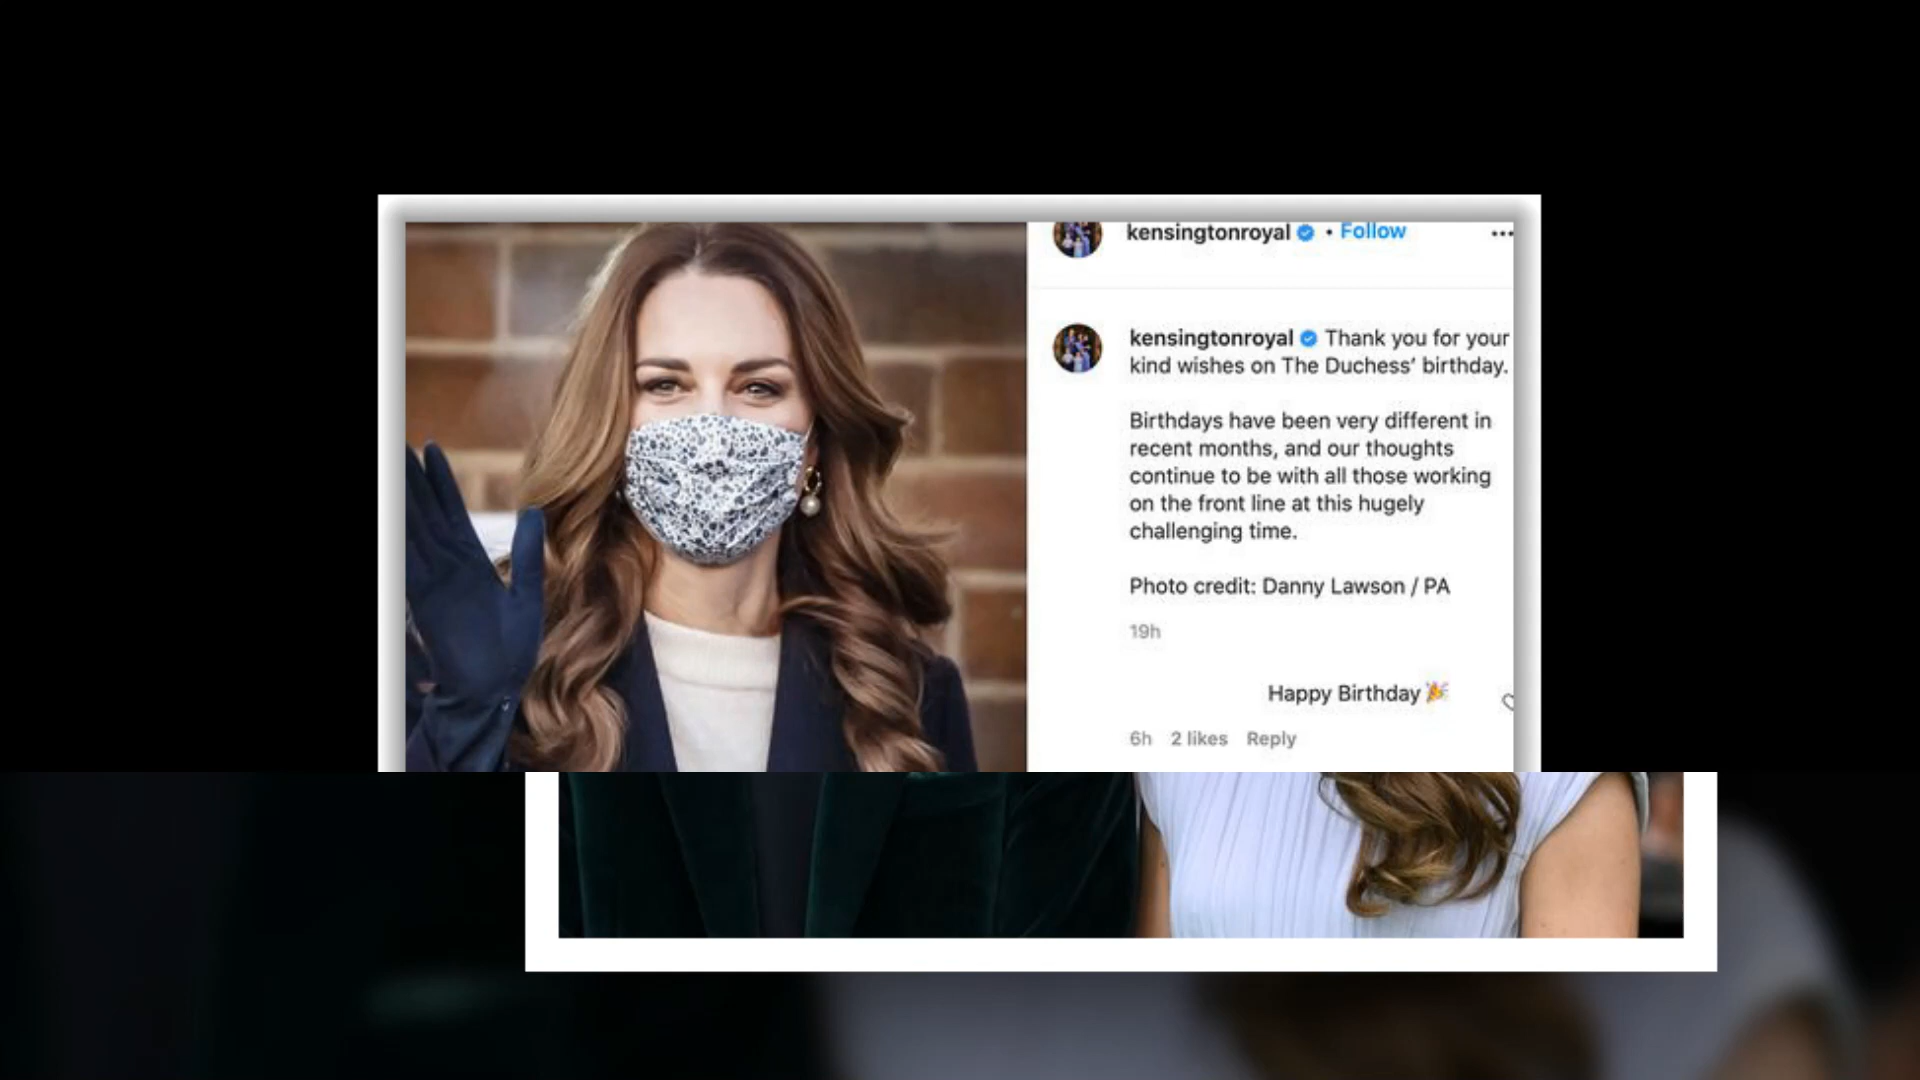 kensingtonroyal • Follow
kensingtonroyal Thank you for your
kind wishes on The Duchess’ birthday.
Birthdays have been very different in
recent months, and our thoughts
continue to be with all those working
on the front line at this hugely
challenging time.
Photo credit: Danny Lawson / PA
19h
Happy Birthday🎉
6h 2 likes Reply